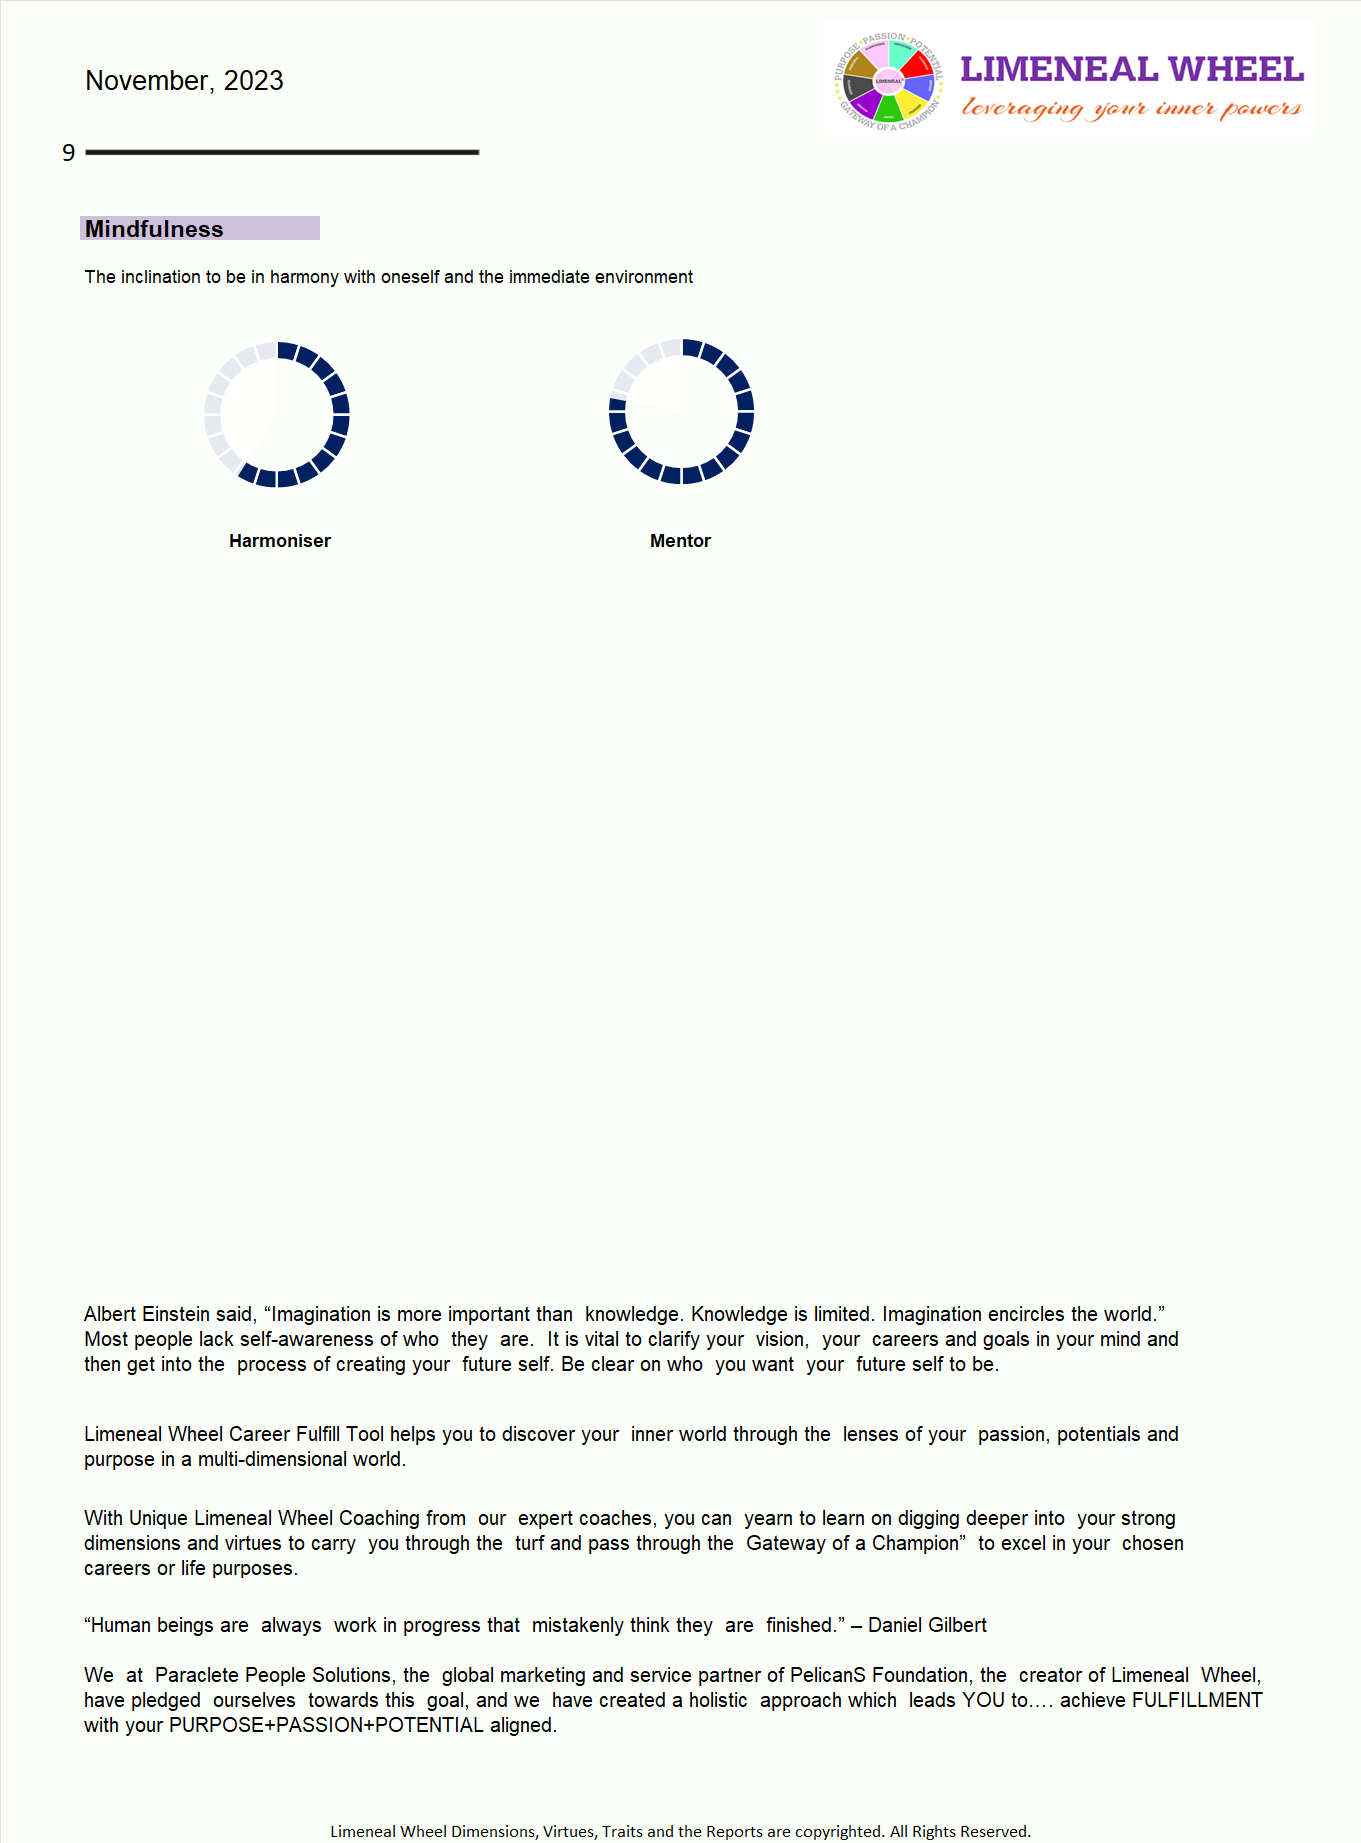 November, 2023
PURPOSE PASSION POTENTIAL
LIMENEAL
GATEWAY OF A CHAMPION
LIMENEAL WHEEL
leveraging your inner powers
9
Mindfulness
The inclination to be in harmony with oneself and the immediate environment
Harmoniser
Mentor
Albert Einstein said, “Imagination is more important than knowledge. Knowledge is limited. Imagination encircles the world.”
Most people lack self-awareness of who they are. It is vital to clarify your vision, your careers and goals in your mind and
then get into the process of creating your future self. Be clear on who you want your future self to be.
Limeneal Wheel Career Fulfill Tool helps you to discover your inner world through the lenses of your passion, potentials and
purpose in a multi-dimensional world.
With Unique Limeneal Wheel Coaching from our expert coaches, you can yearn to learn on digging deeper into your strong
dimensions and virtues to carry you through the turf and pass through the Gateway of a Champion” to excel in your chosen
careers or life purposes.
“Human beings are always work in progress that mistakenly think they are finished.” – Daniel Gilbert
We at Paraclete People Solutions, the global marketing and service partner of PelicanS Foundation, the creator of Limeneal Wheel,
have pledged ourselves towards this goal, and we have created a holistic approach which leads YOU to…. achieve FULFILLMENT
with your PURPOSE+PASSION+POTENTIAL aligned.
Limeneal Wheel Dimensions, Virtues, Traits and the Reports are copyrighted. All Rights Reserved.